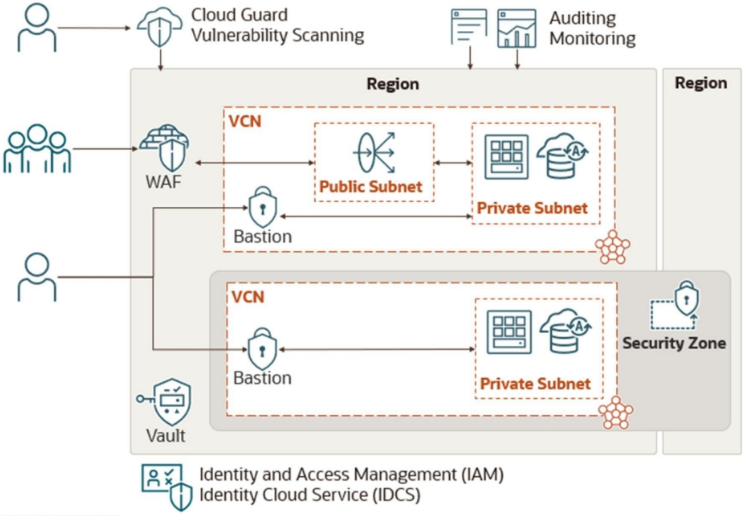 Cloud Guard
Vulnerability Scanning
Auditing
Monitoring
Region
Region
VCN
WAF
Public Subnet
A
Private Subnet
Bastion
VCN
A
Security Zone
Bastion
Private Subnet
Vault
Identity and Access Management (IAM)
Identity Cloud Service (IDCS)